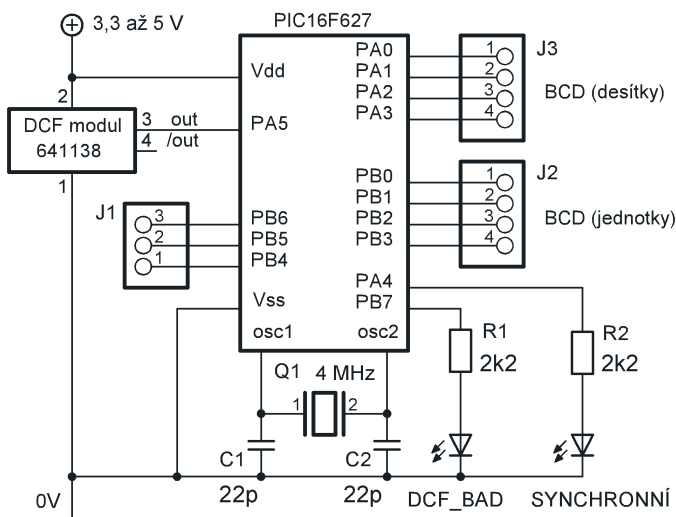 PIC16F627
3,3 až 5 V
Vdd
PA5
PB6
PB5
PB4
Vss
osc1
osc2
PA0
PA1
PA2
PA3
PB0
PB1
PB2
PB3
PA4
PB7
2
DCF modul
641138
3 out
4 /out
1
J1
3
2
1
J3
1
2
3
4
BCD (desítky)
J2
1
2
3
4
BCD (jednotky)
Q1 4 MHz
1
2
R1
2k2
R2
2k2
C1
22p
C2
22p
0V
DCF_BAD
SYNCHRONNÍ